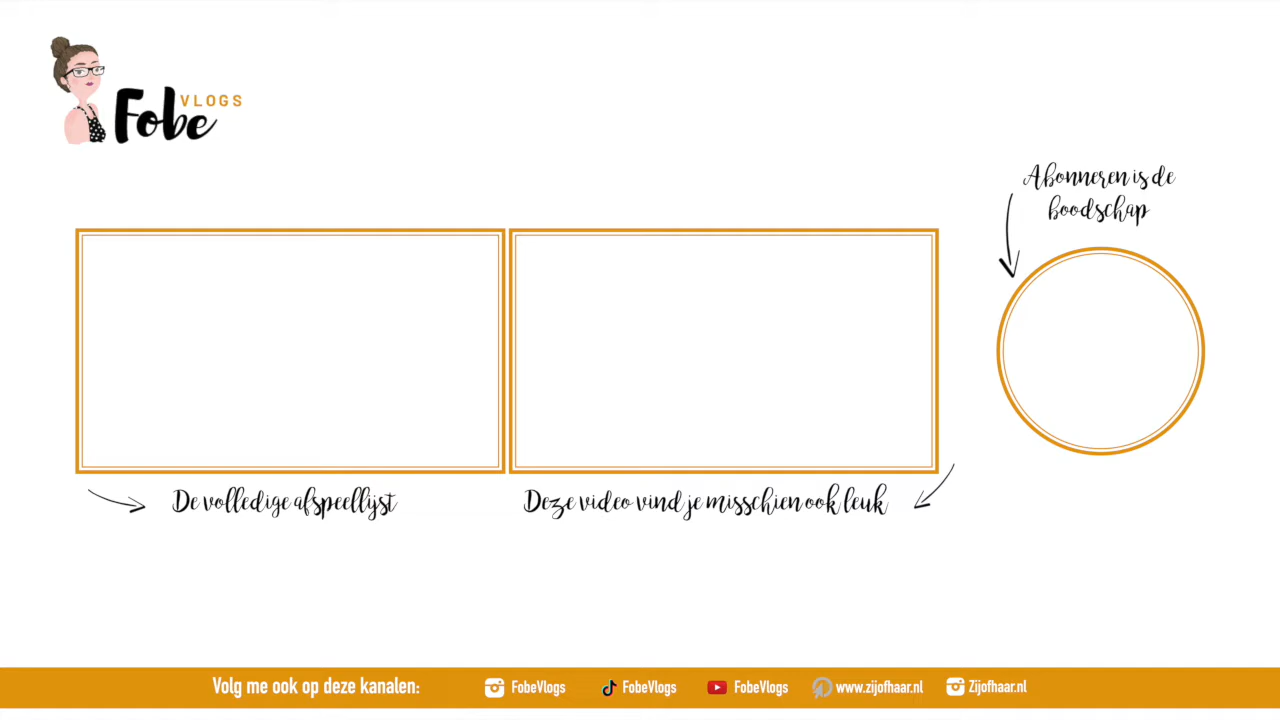 Fobe VLOGS
Abonneren is de
boodschap
De volledige afspeellijst
Deze video vind je misschien ook leuk
Volg me ook op deze kanalen: FobeVlogs FobeVlogs FobeVlogs www.zijofhaar.nl Zijofhaar.nl